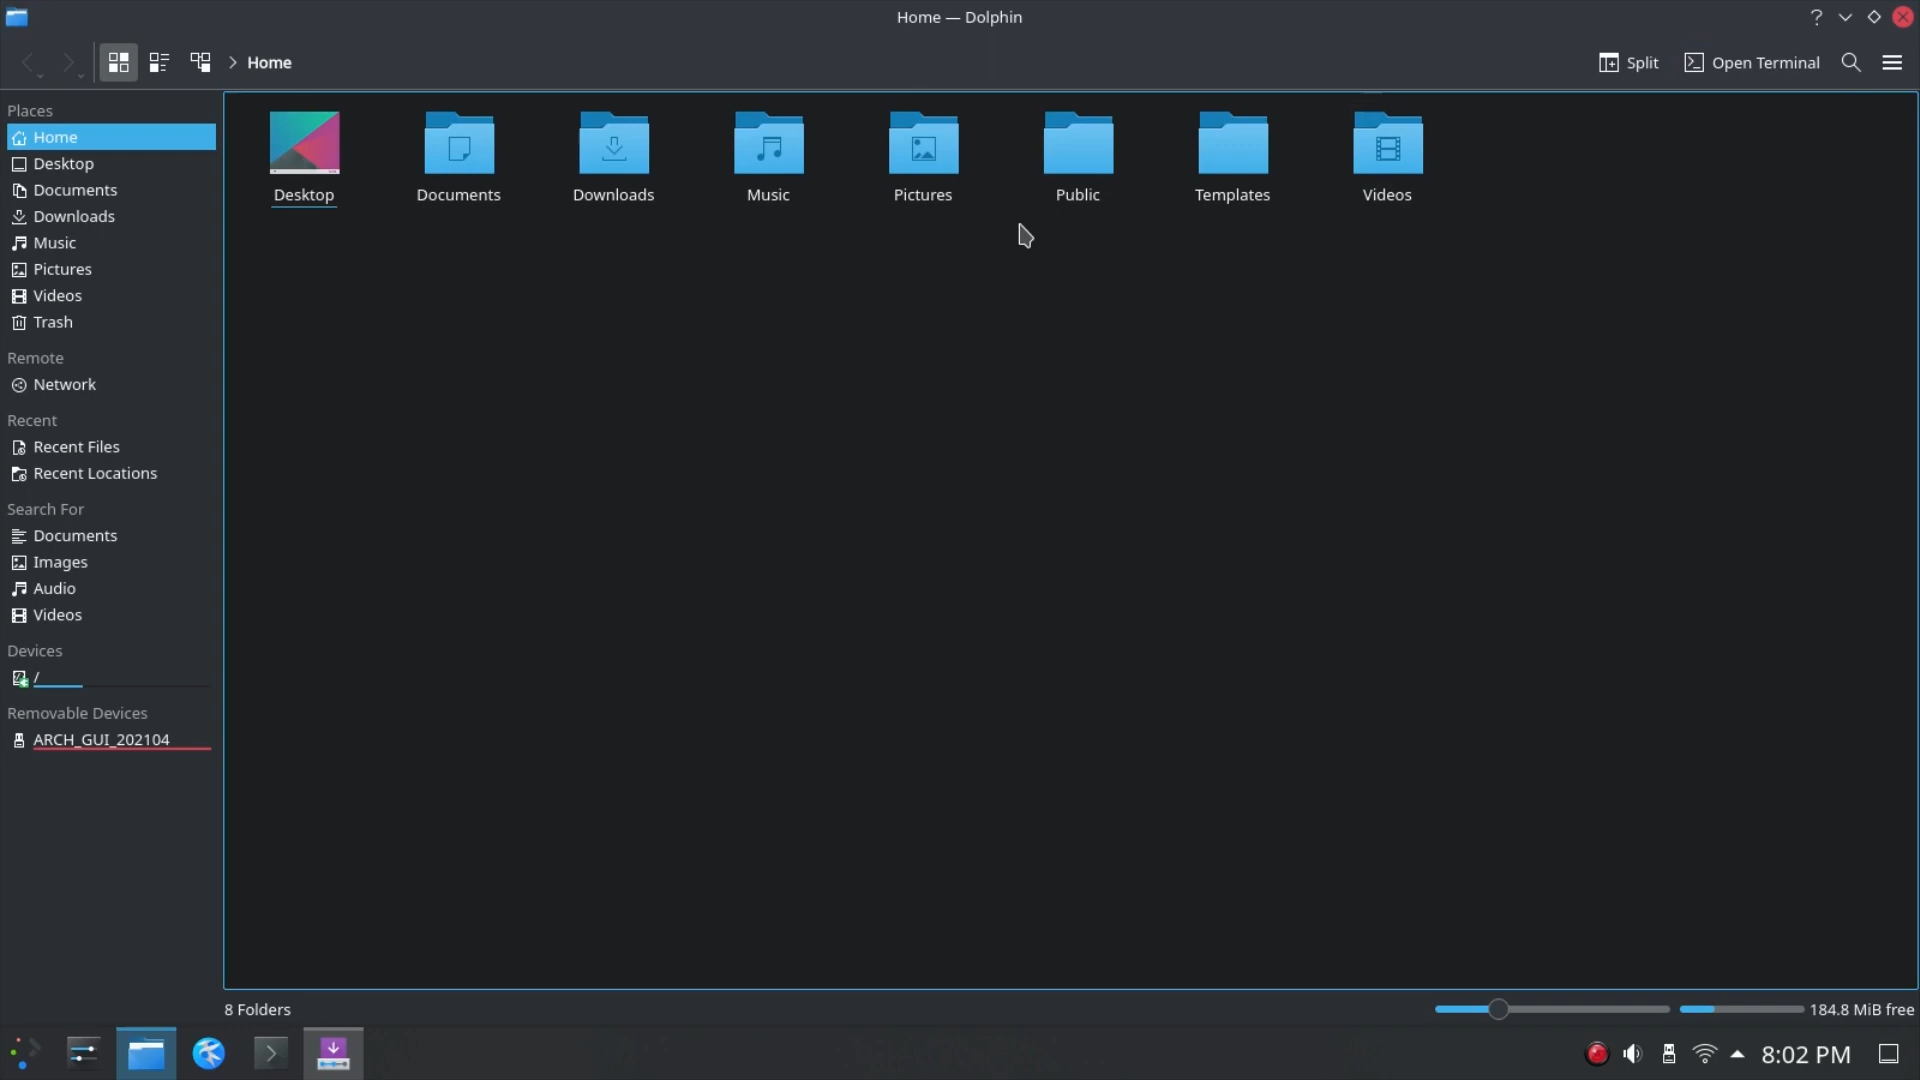 Home — Dolphin
Home
Split
Open Terminal
Places
Home
Desktop
Documents
Downloads
Music
Pictures
Videos
Trash
Remote
Network
Recent
Recent Files
Recent Locations
Search For
Documents
Images
Audio
Videos
Devices
/
Removable Devices
ARCH_GUI_202104
Desktop
Documents
Downloads
Music
Pictures
Public
Templates
Videos
8 Folders
184.8 MiB free
8:02 PM